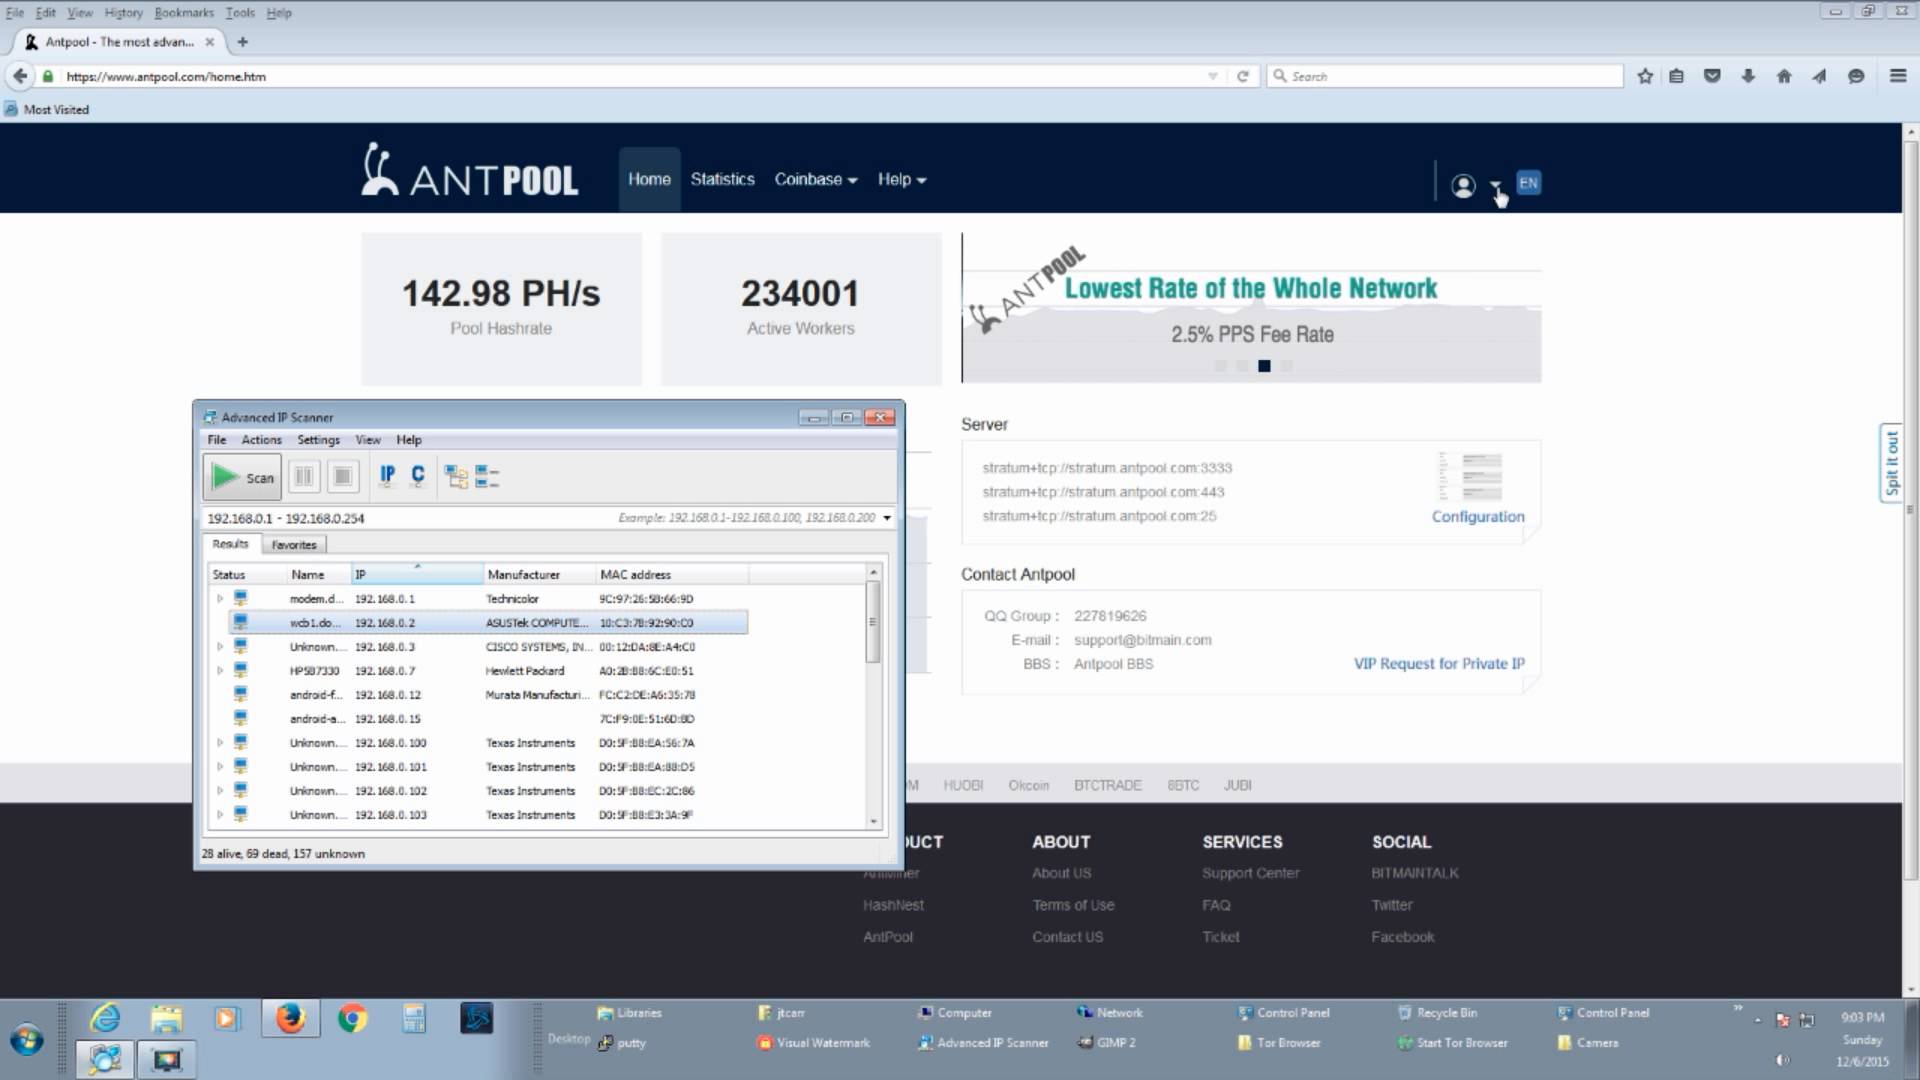 File Edit View History Bookmarks Tools Help
Antpool - The most advan...
https://www.antpool.com/home.htm
Search
Most Visited
ANTPOOL
Home Statistics Coinbase Help
EN
142.98 PH/s
Pool Hashrate
234001
Active Workers
ANTPOOL
Lowest Rate of the Whole Network
2.5% PPS Fee Rate
Server
stratum+tcp://stratum.antpool.com:3333
stratum+tcp://stratum.antpool.com:443
stratum+tcp://stratum.antpool.com:25
Configuration
Spit it out
Contact Antpool
QQ Group : 227819626
E-mail : support@bitmain.com
BBS : Antpool BBS
VIP Request for Private IP
Advanced IP Scanner
File Actions Settings View Help
Scan
IP C
192.168.0.1 - 192.168.0.254
Example: 192.168.0.1-192.168.0.100, 192.168.0.200
Results Favorites
Status Name IP Manufacturer MAC address
modem.d... 192.168.0.1 Technicolor 9C:97:26:5B:66:9D
wcb1.do... 192.168.0.2 ASUSTek COMPUTE... 10:C3:7B:92:90:C0
Unknown... 192.168.0.3 CISCO SYSTEMS, IN... 00:12:DA:8E:A4:C0
HP5B7330 192.168.0.7 Hewlett Packard A0:2B:B8:6C:E0:51
android-f... 192.168.0.12 Murata Manufacturi... FC:C2:DE:A6:35:78
android-a... 192.168.0.15 7C:F9:0E:51:6D:8D
Unknown... 192.168.0.100 Texas Instruments D0:5F:B8:EA:56:7A
Unknown... 192.168.0.101 Texas Instruments D0:5F:B8:EA:88:D5
Unknown... 192.168.0.102 Texas Instruments D0:5F:B8:EC:2C:86
Unknown... 192.168.0.103 Texas Instruments D0:5F:B8:E3:3A:9F
28 alive, 69 dead, 157 unknown
OM HUOBI Okcoin BTCTRADE 8BTC JUBI
UCT ABOUT SERVICES SOCIAL
AntMiner About US Support Center BITMAINTALK
HashNest Terms of Use FAQ Twitter
AntPool Contact US Ticket Facebook
Libraries jtcarr Computer Network Control Panel Recycle Bin Control Panel
Desktop putty Visual Watermark Advanced IP Scanner GIMP 2 Tor Browser Start Tor Browser Camera
9:03 PM
Sunday
12/6/2015